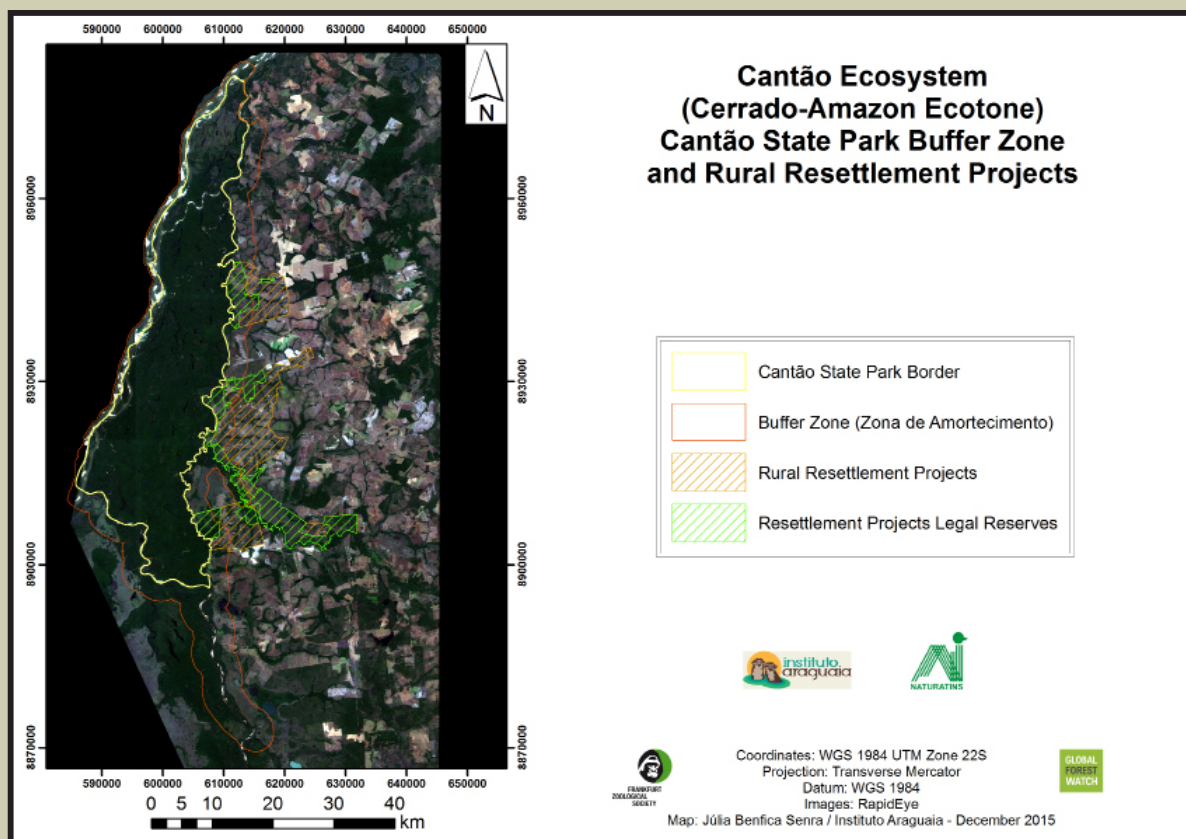 590000 600000 610000 620000 630000 640000 650000
N
8960000 8960000
8930000 8930000
8900000 8900000
8870000 8870000
590000 600000 610000 620000 630000 640000 650000
0 5 10 20 30 40
km
Cantão Ecosystem
(Cerrado-Amazon Ecotone)
Cantão State Park Buffer Zone
and Rural Resettlement Projects
Cantão State Park Border
Buffer Zone (Zona de Amortecimento)
Rural Resettlement Projects
Resettlement Projects Legal Reserves
instituto
araguaia
NATURATINS
FRANKFURT
ZOOLOGICAL
SOCIETY
Coordinates: WGS 1984 UTM Zone 22S
Projection: Transverse Mercator
Datum: WGS 1984
Images: RapidEye
Map: Júlia Benfica Senra / Instituto Araguaia - December 2015
GLOBAL
FOREST
WATCH